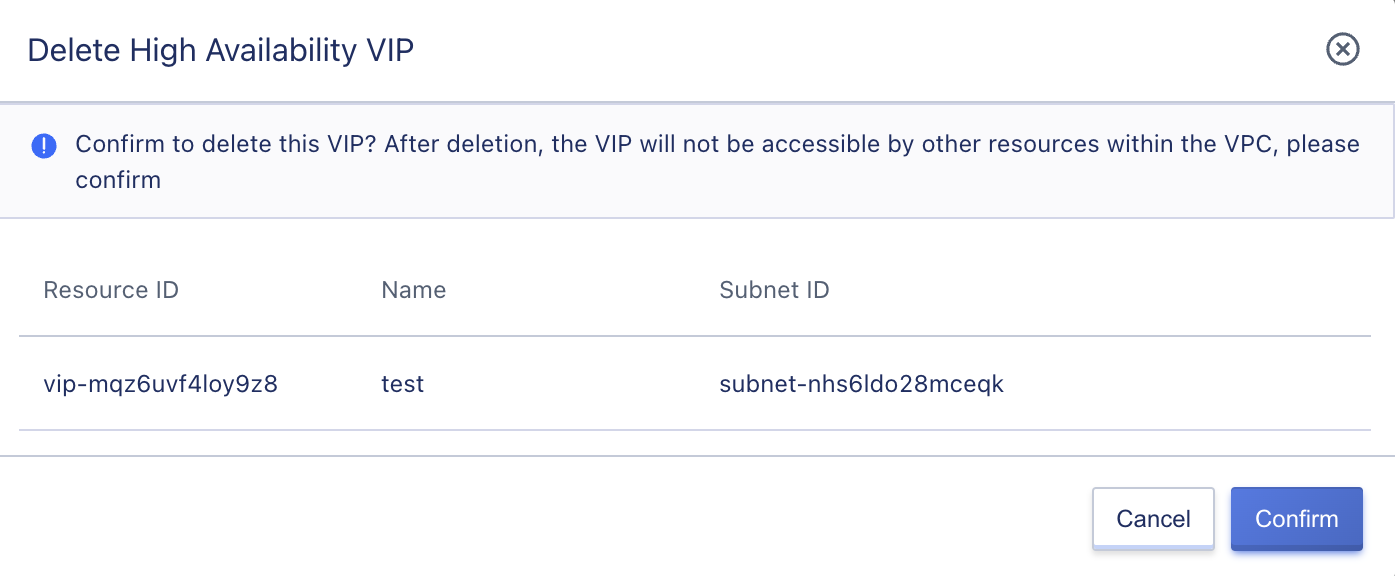 Delete High Availability VIP
Confirm to delete this VIP? After deletion, the VIP will not be accessible by other resources within the VPC, please
confirm
Resource ID Name Subnet ID
vip-mqz6uvf4loy9z8 test subnet-nhs6ldo28mceqk
Cancel Confirm